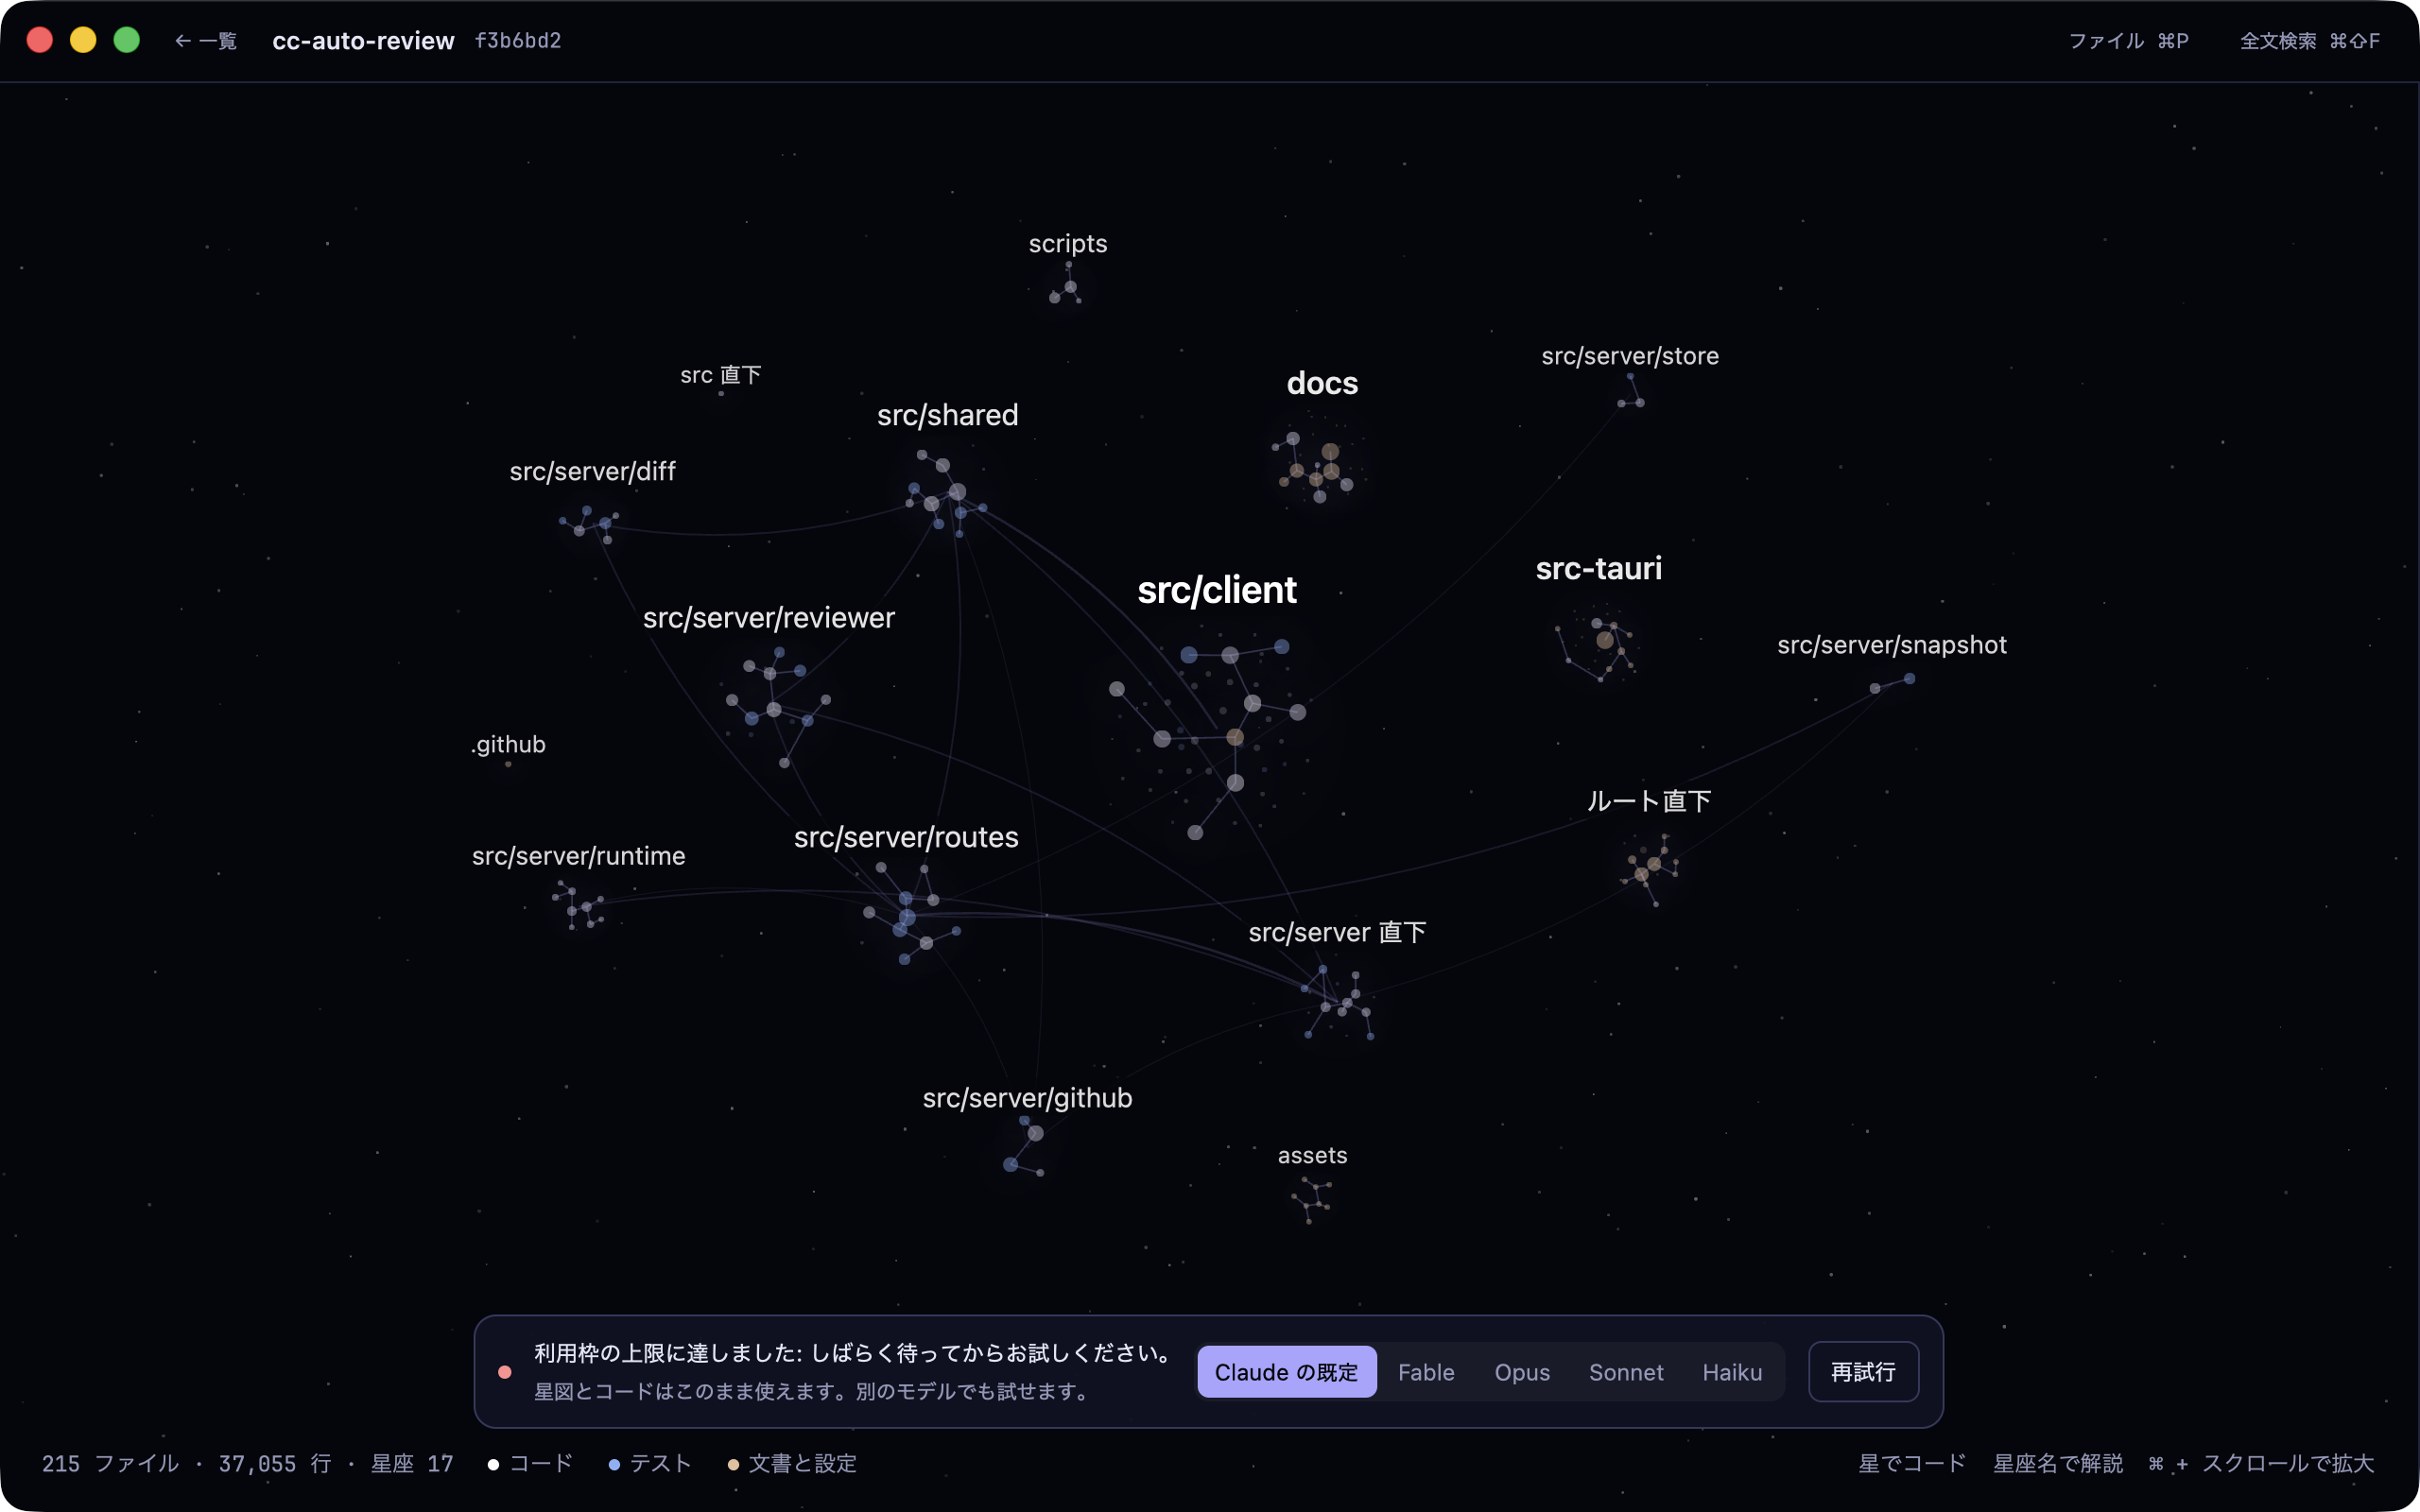 ← 一覧 cc-auto-review f3b6bd2 ファイル ⌘P 全文検索 ⌘⇧F
scripts
src/server/store
src 直下
docs
src/shared
src/server/diff
src-tauri
src/client
src/server/reviewer
src/server/snapshot
.github
ルート直下
src/server/routes
src/server/runtime
src/server 直下
src/server/github
assets
利用枠の上限に達しました: しばらく待ってからお試しください。
星図とコードはこのまま使えます。別のモデルでも試せます。
Claude の既定 Fable Opus Sonnet Haiku 再試行
215 ファイル · 37,055 行 · 星座 17 コード テスト 文書と設定 星でコード 星座名で解説 ⌘ + スクロールで拡大